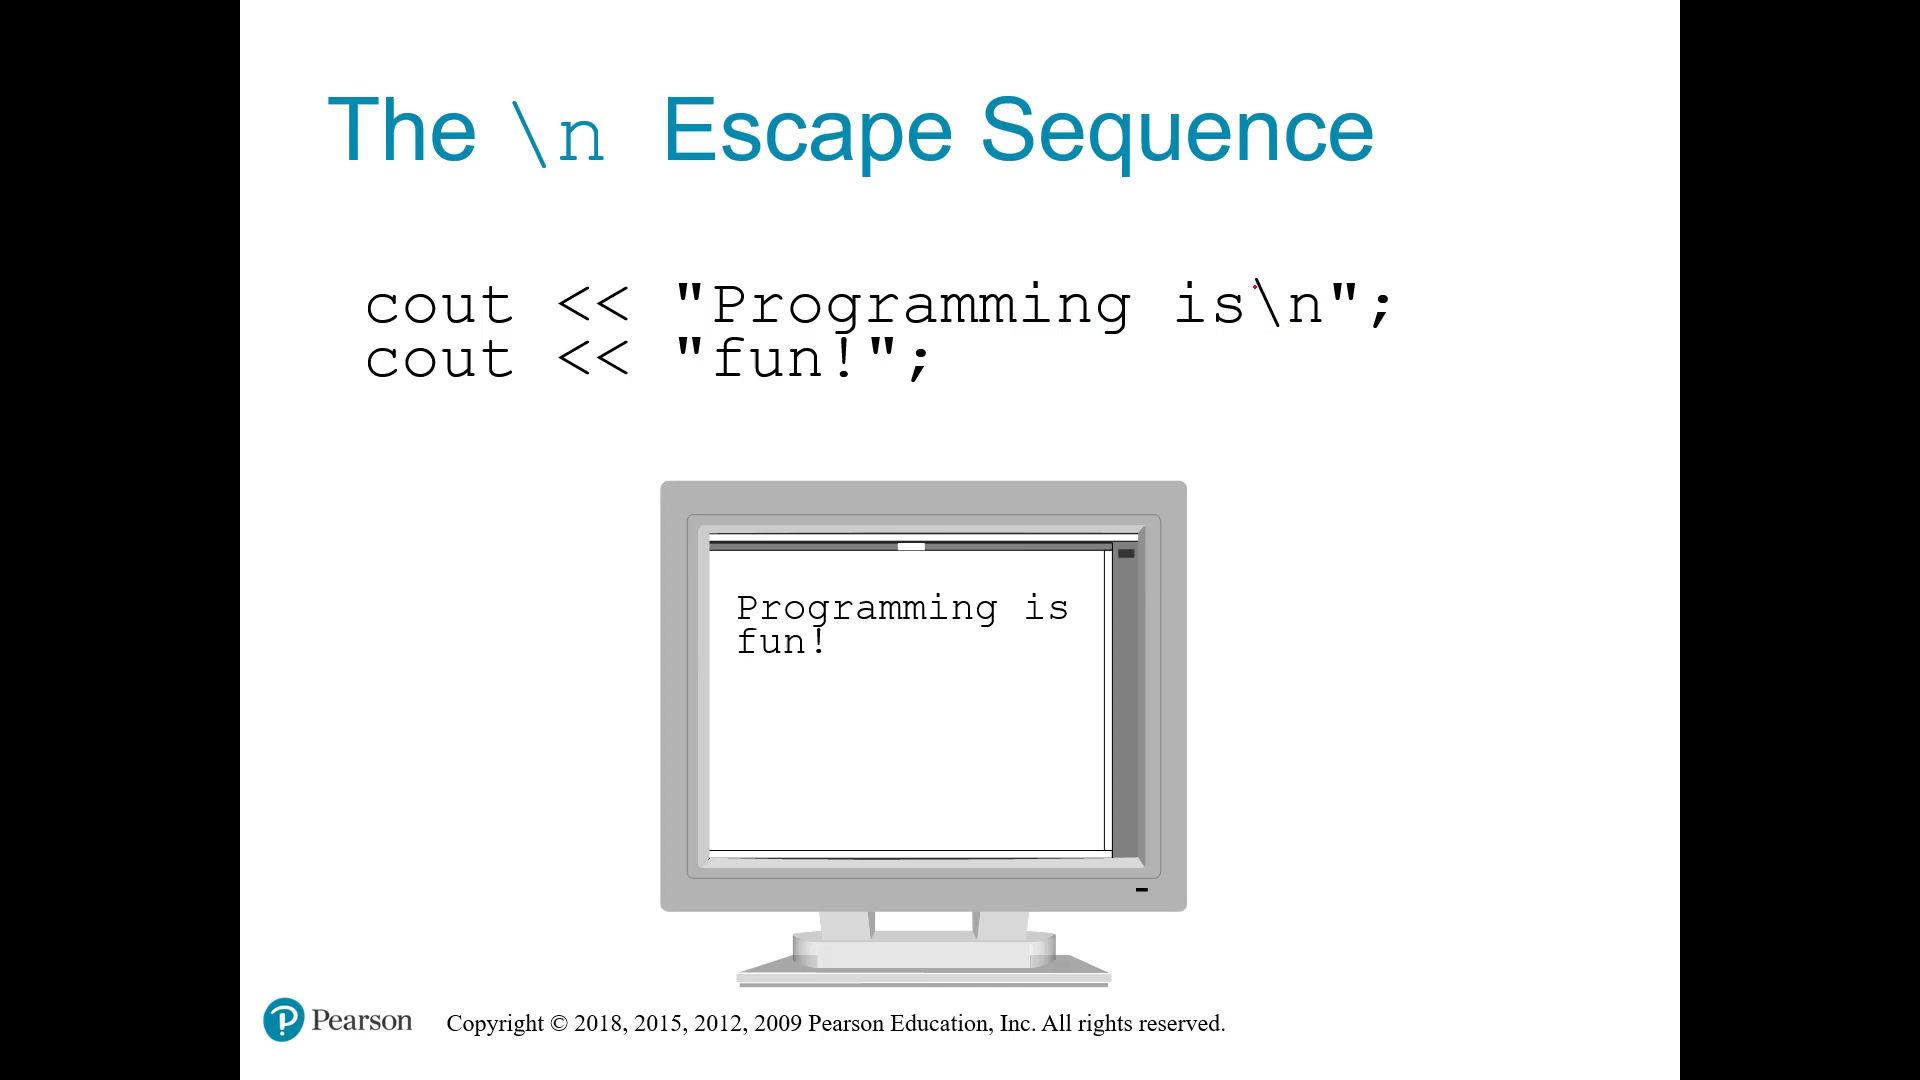 The \n Escape Sequence
cout << "Programming is\n";
cout << "fun!";
Programming is
fun!
Pearson
Copyright © 2018, 2015, 2012, 2009 Pearson Education, Inc. All rights reserved.